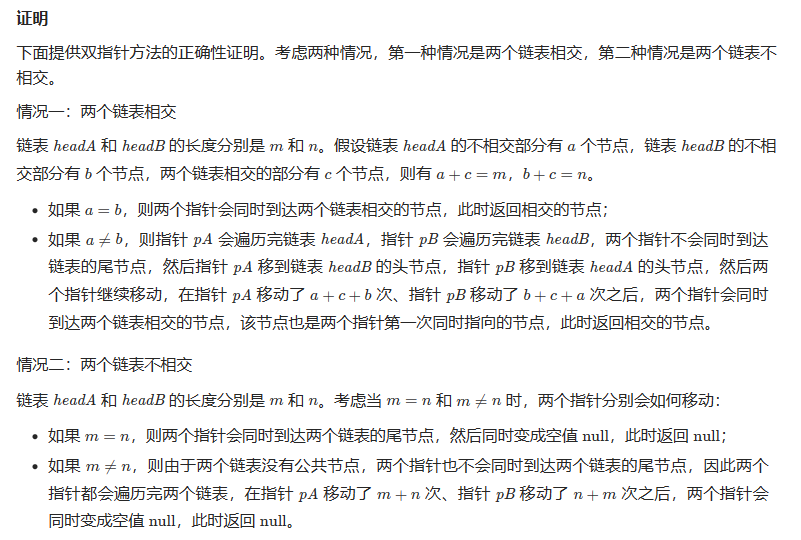 证明
下面提供双指针方法的正确性证明。考虑两种情况，第一种情况是两个链表相交，第二种情况是两个链表不
相交。
情况一：两个链表相交
链表 headA 和 headB 的长度分别是 m 和 n。假设链表 headA 的不相交部分有 a 个节点，链表 headB 的不相
交部分有 b 个节点，两个链表相交的部分有 c 个节点，则有 a + c = m，b + c = n。
• 如果 a = b，则两个指针会同时到达两个链表相交的节点，此时返回相交的节点；
• 如果 a ≠ b，则指针 pA 会遍历完链表 headA，指针 pB 会遍历完链表 headB，两个指针不会同时到达
链表的尾节点，然后指针 pA 移到链表 headB 的头节点，指针 pB 移到链表 headA 的头节点，然后两
个指针继续移动，在指针 pA 移动了 a + c + b 次、指针 pB 移动了 b + c + a 次之后，两个指针会同时
到达两个链表相交的节点，该节点也是两个指针第一次同时指向的节点，此时返回相交的节点。
情况二：两个链表不相交
链表 headA 和 headB 的长度分别是 m 和 n。考虑当 m = n 和 m ≠ n 时，两个指针分别会如何移动：
• 如果 m = n，则两个指针会同时到达两个链表的尾节点，然后同时变成空值 null，此时返回 null；
• 如果 m ≠ n，则由于两个链表没有公共节点，两个指针也不会同时到达两个链表的尾节点，因此两个
指针都会遍历完两个链表，在指针 pA 移动了 m + n 次、指针 pB 移动了 n + m 次之后，两个指针会
同时变成空值 null，此时返回 null。